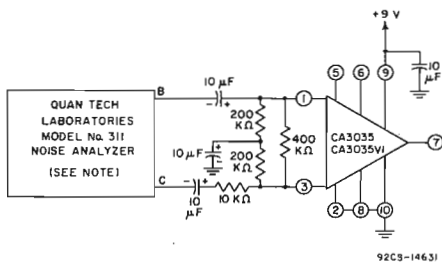 +9 V
10
µF
5
6
9
10 µF
- +
B
QUAN TECH
LABORATORIES
MODEL No. 311
NOISE ANALYZER
(SEE NOTE)
1
200
KΩ
400
KΩ
CA3035
CA3035V1
7
10 µF
- +
200
KΩ
C
- +
10
µF
10 KΩ
3
2
8
10
92CS-14631